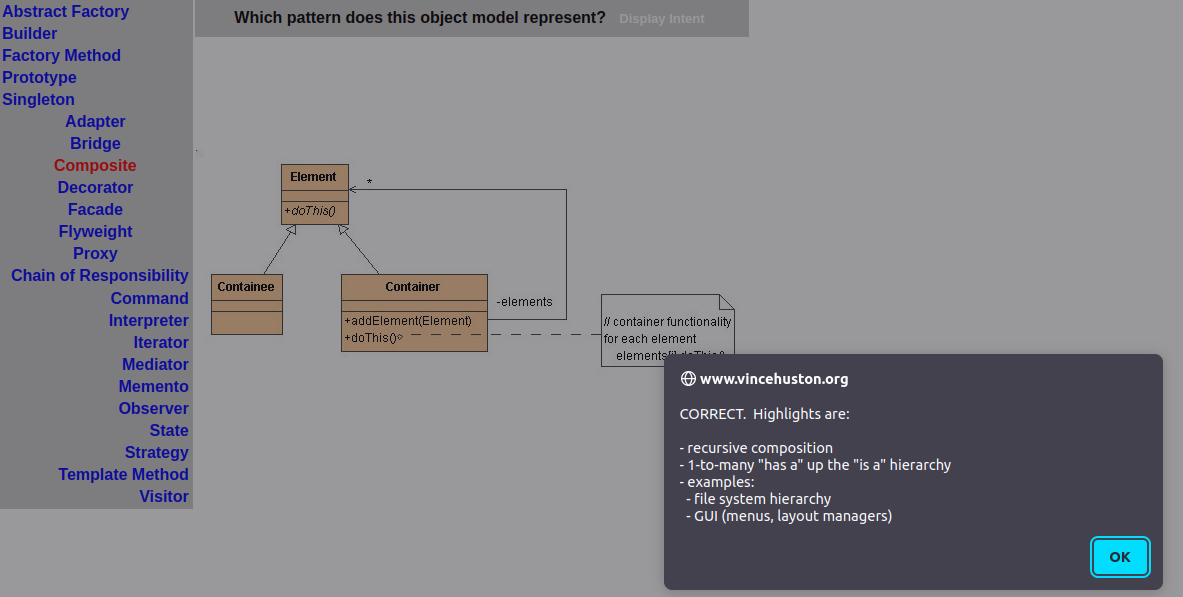 Abstract Factory
Builder
Factory Method
Prototype
Singleton
Adapter
Bridge
Composite
Decorator
Facade
Flyweight
Proxy
Chain of Responsibility
Command
Interpreter
Iterator
Mediator
Memento
Observer
State
Strategy
Template Method
Visitor
Which pattern does this object model represent? Display Intent
Element
+doThis()
*
Containee
Container
+addElement(Element)
+doThis()
-elements
// container functionality
for each element
www.vincehuston.org
CORRECT. Highlights are:
- recursive composition
- 1-to-many "has a" up the "is a" hierarchy
- examples:
- file system hierarchy
- GUI (menus, layout managers)
OK